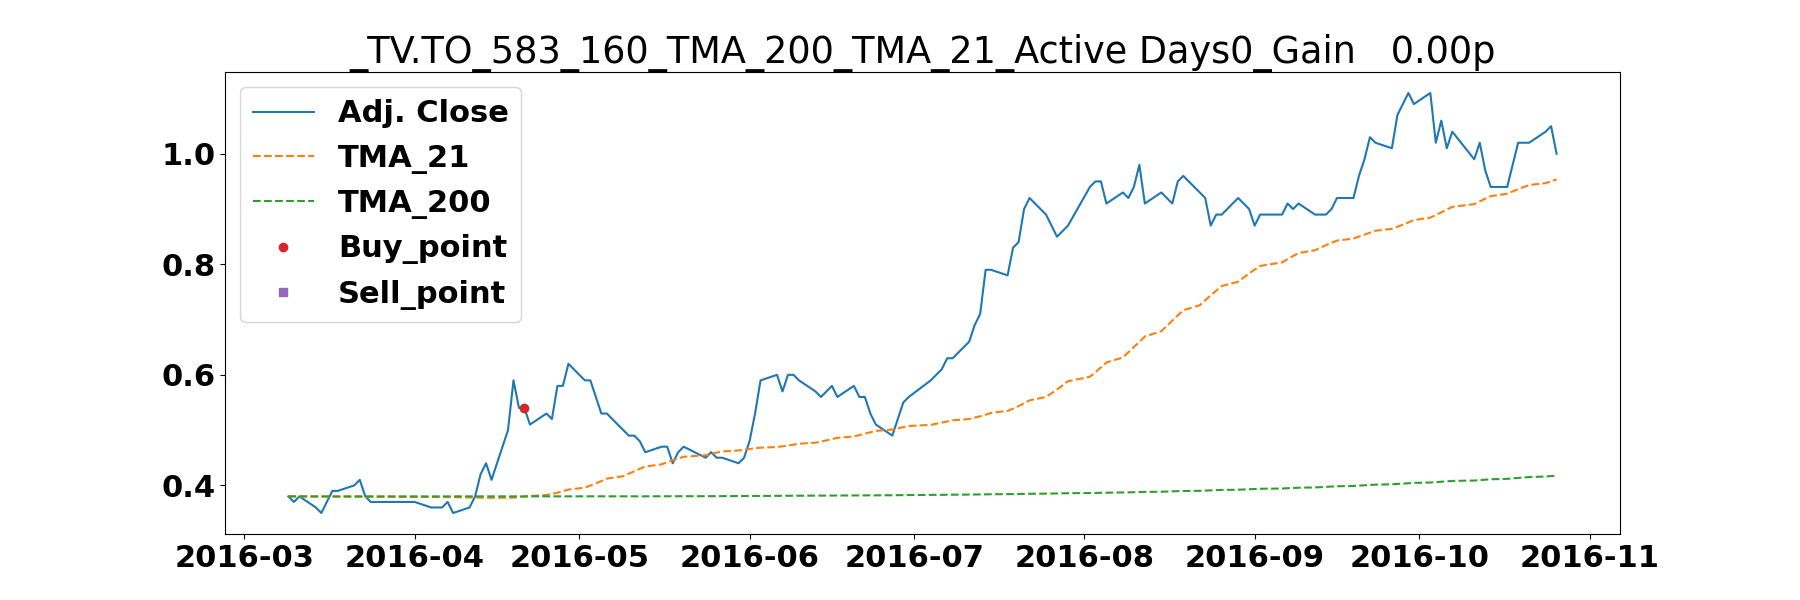 _TV.TO_583_160_TMA_200_TMA_21_Active Days0_Gain   0.00p
Adj. Close
TMA_21
TMA_200
Buy_point
Sell_point
1.0
0.8
0.6
0.4
2016-03 2016-04 2016-05 2016-06 2016-07 2016-08 2016-09 2016-10 2016-11